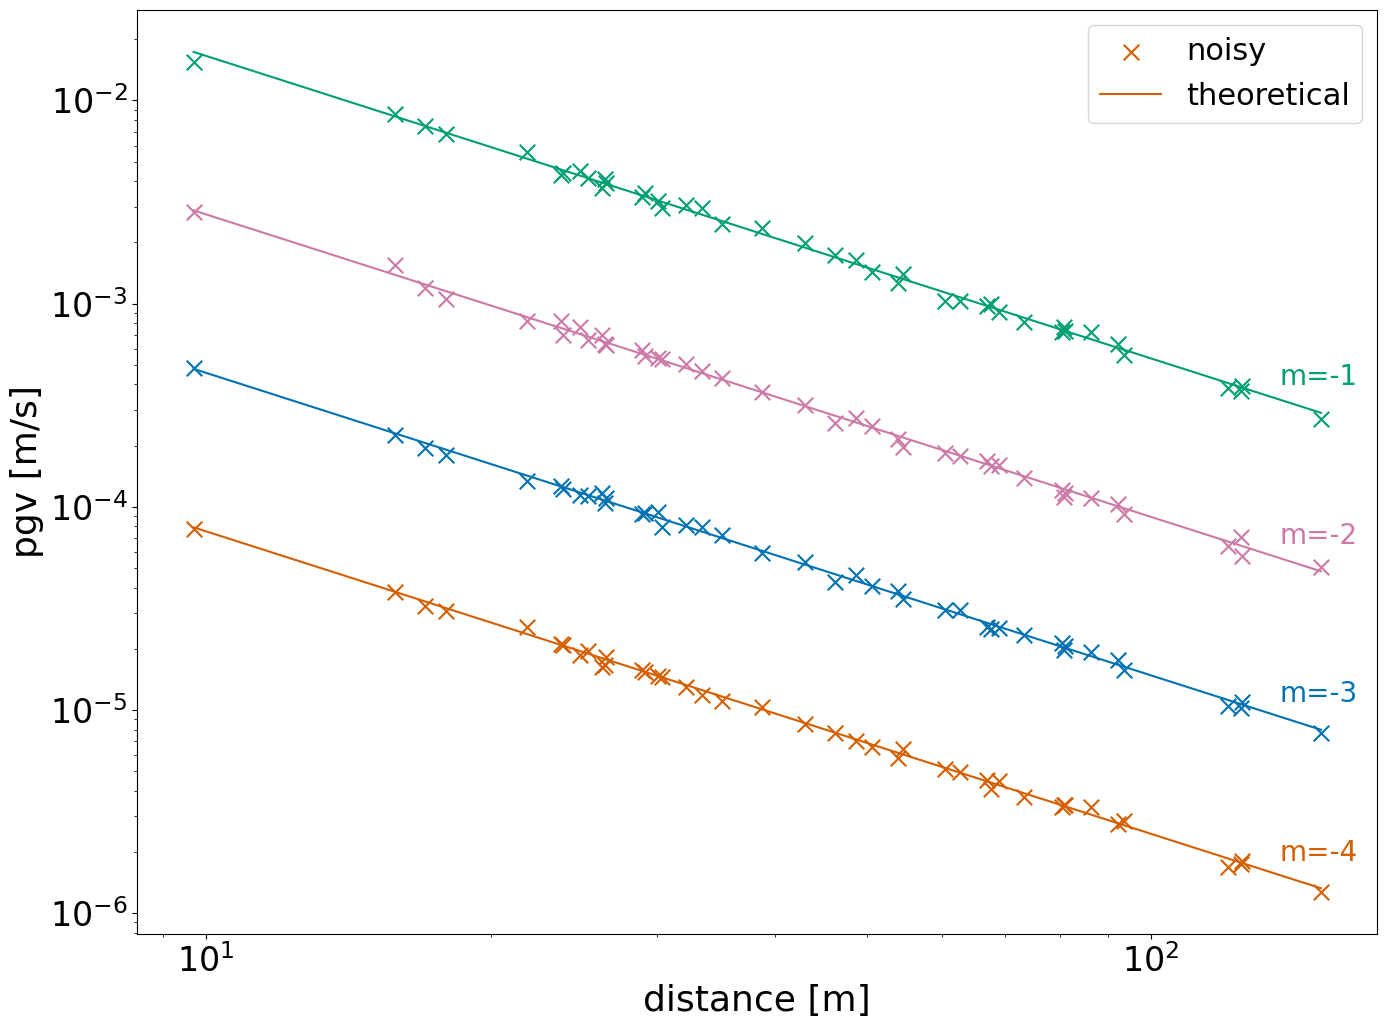 noisy
theoretical
10⁻²
10⁻³
10⁻⁴
10⁻⁵
10⁻⁶
pgv [m/s]
m=-1
m=-2
m=-3
m=-4
10¹
10²
distance [m]